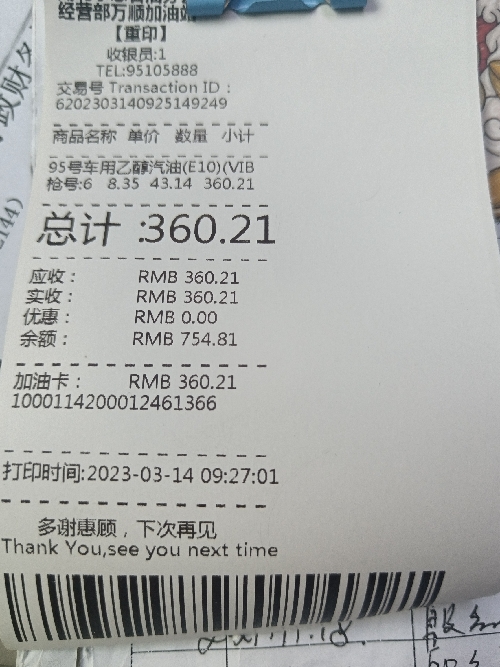 经营部万顺加油站
【重印】
收银员:1
TEL:95105888
交易号 Transaction ID：
6202303140925149249
商品名称 单价 数量 小计
95号车用乙醇汽油(E10)(VIB
枪号:6 8.35 43.14 360.21
总计 :360.21
应收： RMB 360.21
实收： RMB 360.21
优惠： RMB 0.00
余额： RMB 754.81
加油卡： RMB 360.21
1000114200012461366
打印时间:2023-03-14 09:27:01
多谢惠顾，下次再见
Thank You,see you next time
政财
144)